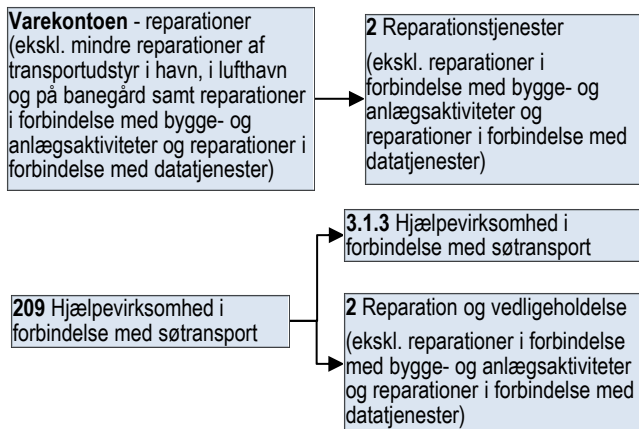 Varekontoen - reparationer
(ekskl. mindre reparationer af
transportudstyr i havn, i lufthavn
og på banegård samt reparationer
i forbindelse med bygge- og
anlægsaktiviteter og reparationer i
forbindelse med datatjenester)
2 Reparationstjenester
(ekskl. reparationer i
forbindelse med bygge- og
anlægsaktiviteter og
reparationer i forbindelse med
datatjenester)
209 Hjælpevirksomhed i
forbindelse med søtransport
3.1.3 Hjælpevirksomhed i
forbindelse med søtransport
2 Reparation og vedligeholdelse
(ekskl. reparationer i forbindelse
med bygge- og anlægsaktiviteter
og reparationer i forbindelse med
datatjenester)